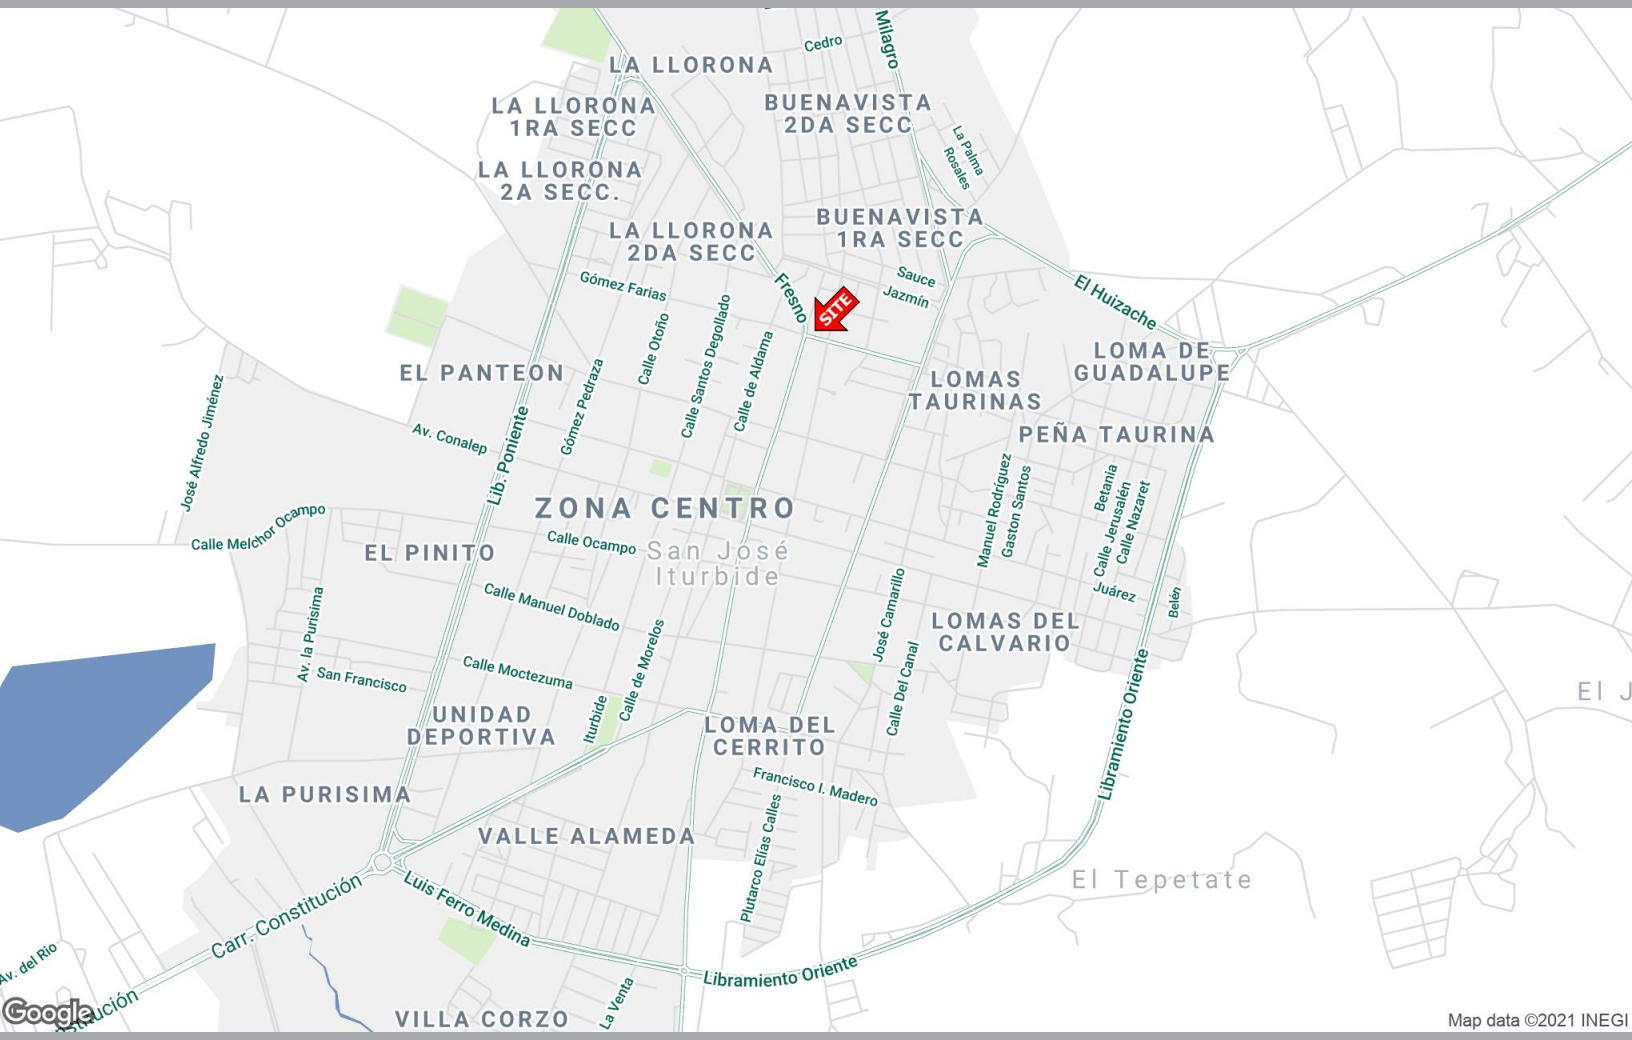 Milagro
Cedro
LA LLORONA
LA LLORONA
1RA SECC
BUENAVISTA
2DA SECC
La Palma
Rosales
LA LLORONA
2A SECC.
BUENAVISTA
1RA SECC
LA LLORONA
2DA SECC
Gómez Farias
Fresno
SITE
Sauce
Jazmín
El Huizache
Calle Otoño
Calle Santos Degollado
Calle de Aldama
LOMA DE
GUADALUPE
EL PANTEON
LOMAS
TAURINAS
José Alfredo Jiménez
Gómez Pedraza
Av. Conalep
Lib. Poniente
PEÑA TAURINA
Manuel Rodríguez
Gaston Santos
Betania
Calle Jerusalén
Calle Nazaret
ZONA CENTRO
Calle Melchor Ocampo
EL PINITO
Calle Ocampo
San José
Iturbide
Juárez
Belén
Calle Manuel Doblado
José Camarillo
LOMAS DEL
CALVARIO
Av. la Purisima
San Francisco
Calle Moctezuma
Calle de Morelos
Iturbide
Calle Del Canal
El J
UNIDAD
DEPORTIVA
LOMA DEL
CERRITO
Libramiento Oriente
LA PURISIMA
Francisco I. Madero
VALLE ALAMEDA
Plutarco Elías Calles
El Tepetate
Luis Ferro Medina
Carr. Constitución
Av. del Rio
Libramiento Oriente
La Venta
VILLA CORZO
stitución
Google
Map data ©2021 INEGI